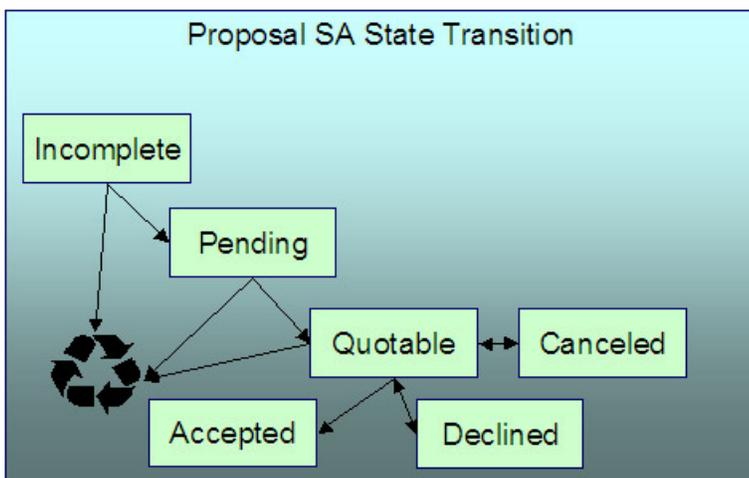 Proposal SA State Transition
Incomplete
Pending
Quotable
Canceled
Accepted
Declined